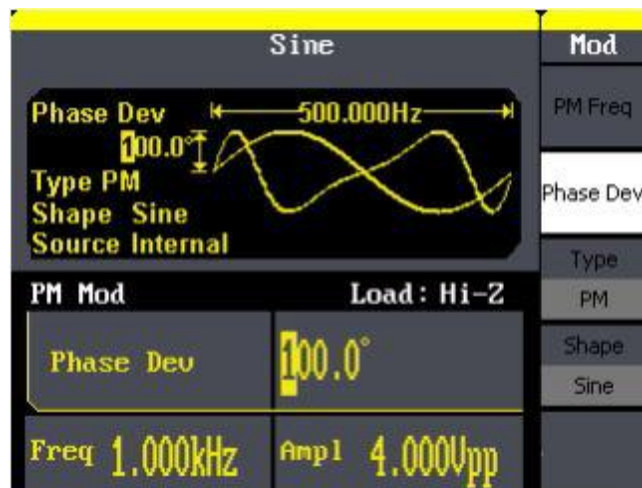 Sine
Phase Dev
500.000Hz
100.0°
Type PM
Shape Sine
Source Internal
PM Mod
Load: Hi-Z
Phase Dev
100.0°
Freq 1.000kHz
Ampl 4.000Vpp
Mod
PM Freq
Phase Dev
Type
PM
Shape
Sine